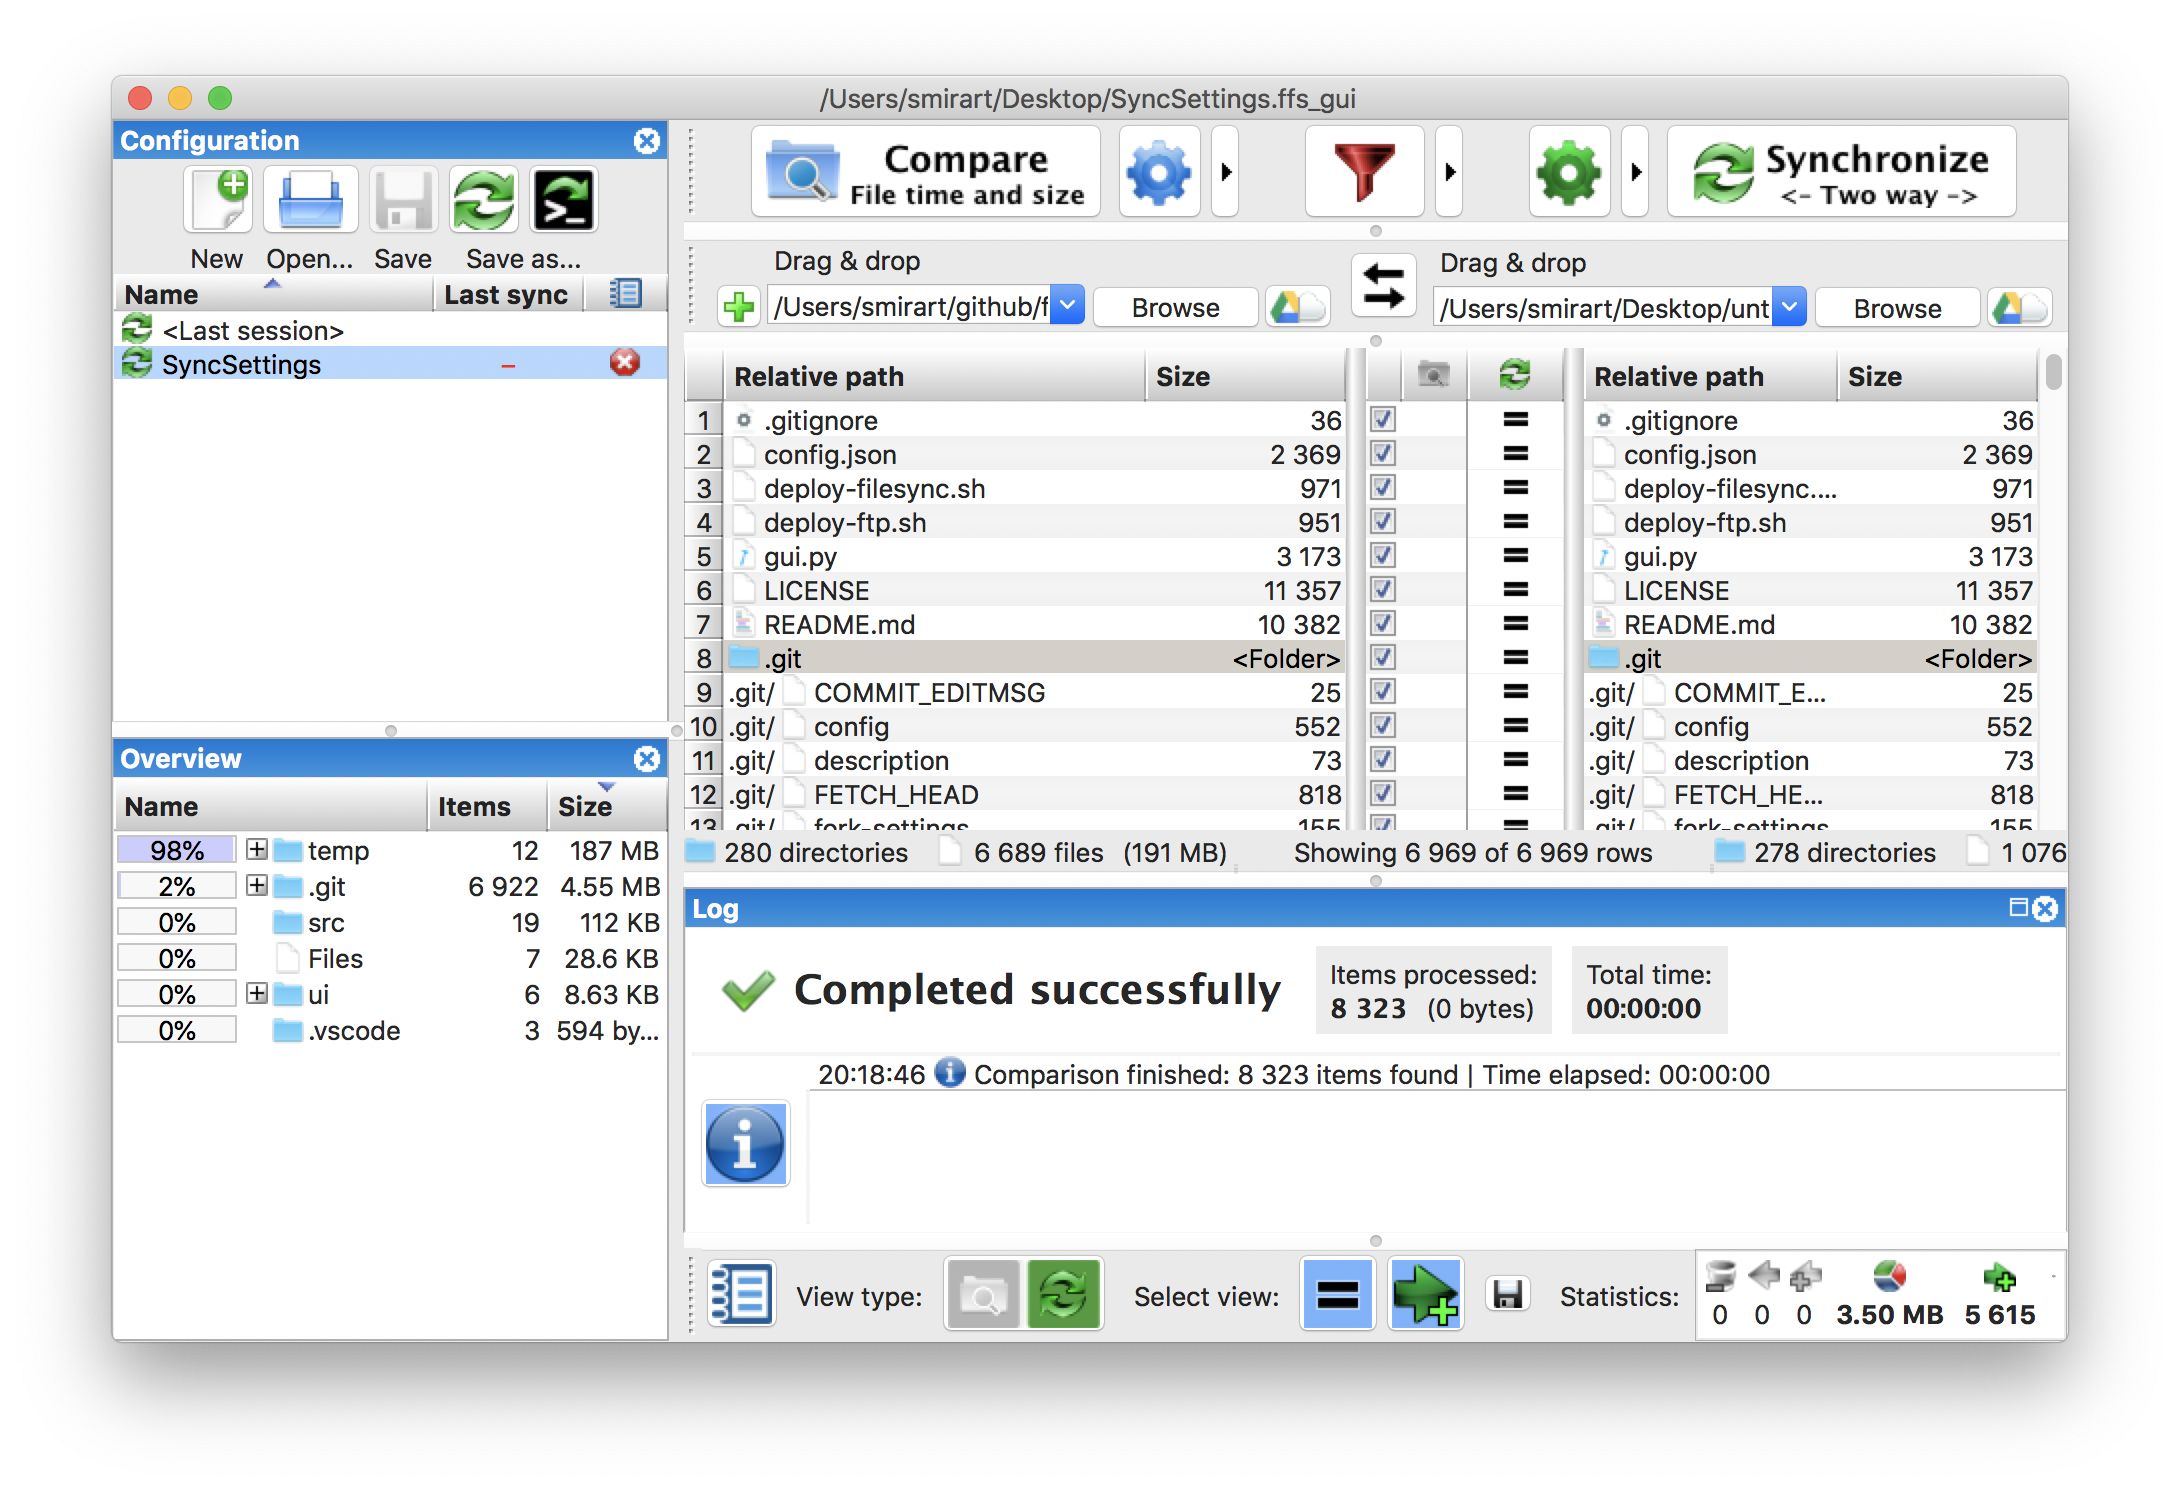 /Users/smirart/Desktop/SyncSettings.ffs_gui
Configuration
New Open... Save Save as...
Name Last sync
<Last session>
SyncSettings –
Compare
File time and size
Synchronize
<- Two way ->
Drag & drop
/Users/smirart/github/f Browse
Drag & drop
/Users/smirart/Desktop/unt Browse
Relative path Size Relative path Size
1 .gitignore 36 = .gitignore 36
2 config.json 2 369 = config.json 2 369
3 deploy-filesync.sh 971 = deploy-filesync.... 971
4 deploy-ftp.sh 951 = deploy-ftp.sh 951
5 gui.py 3 173 = gui.py 3 173
6 LICENSE 11 357 = LICENSE 11 357
7 README.md 10 382 = README.md 10 382
8 .git <Folder> = .git <Folder>
9 .git/ COMMIT_EDITMSG 25 = .git/ COMMIT_E... 25
10 .git/ config 552 = .git/ config 552
11 .git/ description 73 = .git/ description 73
12 .git/ FETCH_HEAD 818 = .git/ FETCH_HE... 818
13 .git/ fork-settings 155 = .git/ fork-settings 155
280 directories 6 689 files (191 MB) Showing 6 969 of 6 969 rows 278 directories 1 076
Overview
Name Items Size
98% temp 12 187 MB
2% .git 6 922 4.55 MB
0% src 19 112 KB
0% Files 7 28.6 KB
0% ui 6 8.63 KB
0% .vscode 3 594 by...
Log
Completed successfully
Items processed:
8 323 (0 bytes)
Total time:
00:00:00
20:18:46 Comparison finished: 8 323 items found | Time elapsed: 00:00:00
View type: Select view: Statistics:
0 0 0 3.50 MB 5 615